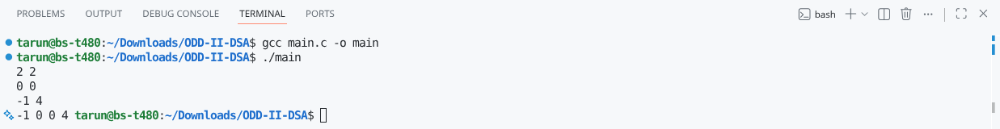 PROBLEMS OUTPUT DEBUG CONSOLE TERMINAL PORTS bash
tarun@bs-t480:~/Downloads/ODD-II-DSA$ gcc main.c -o main
tarun@bs-t480:~/Downloads/ODD-II-DSA$ ./main
2 2
0 0
-1 4
-1 0 0 4 tarun@bs-t480:~/Downloads/ODD-II-DSA$